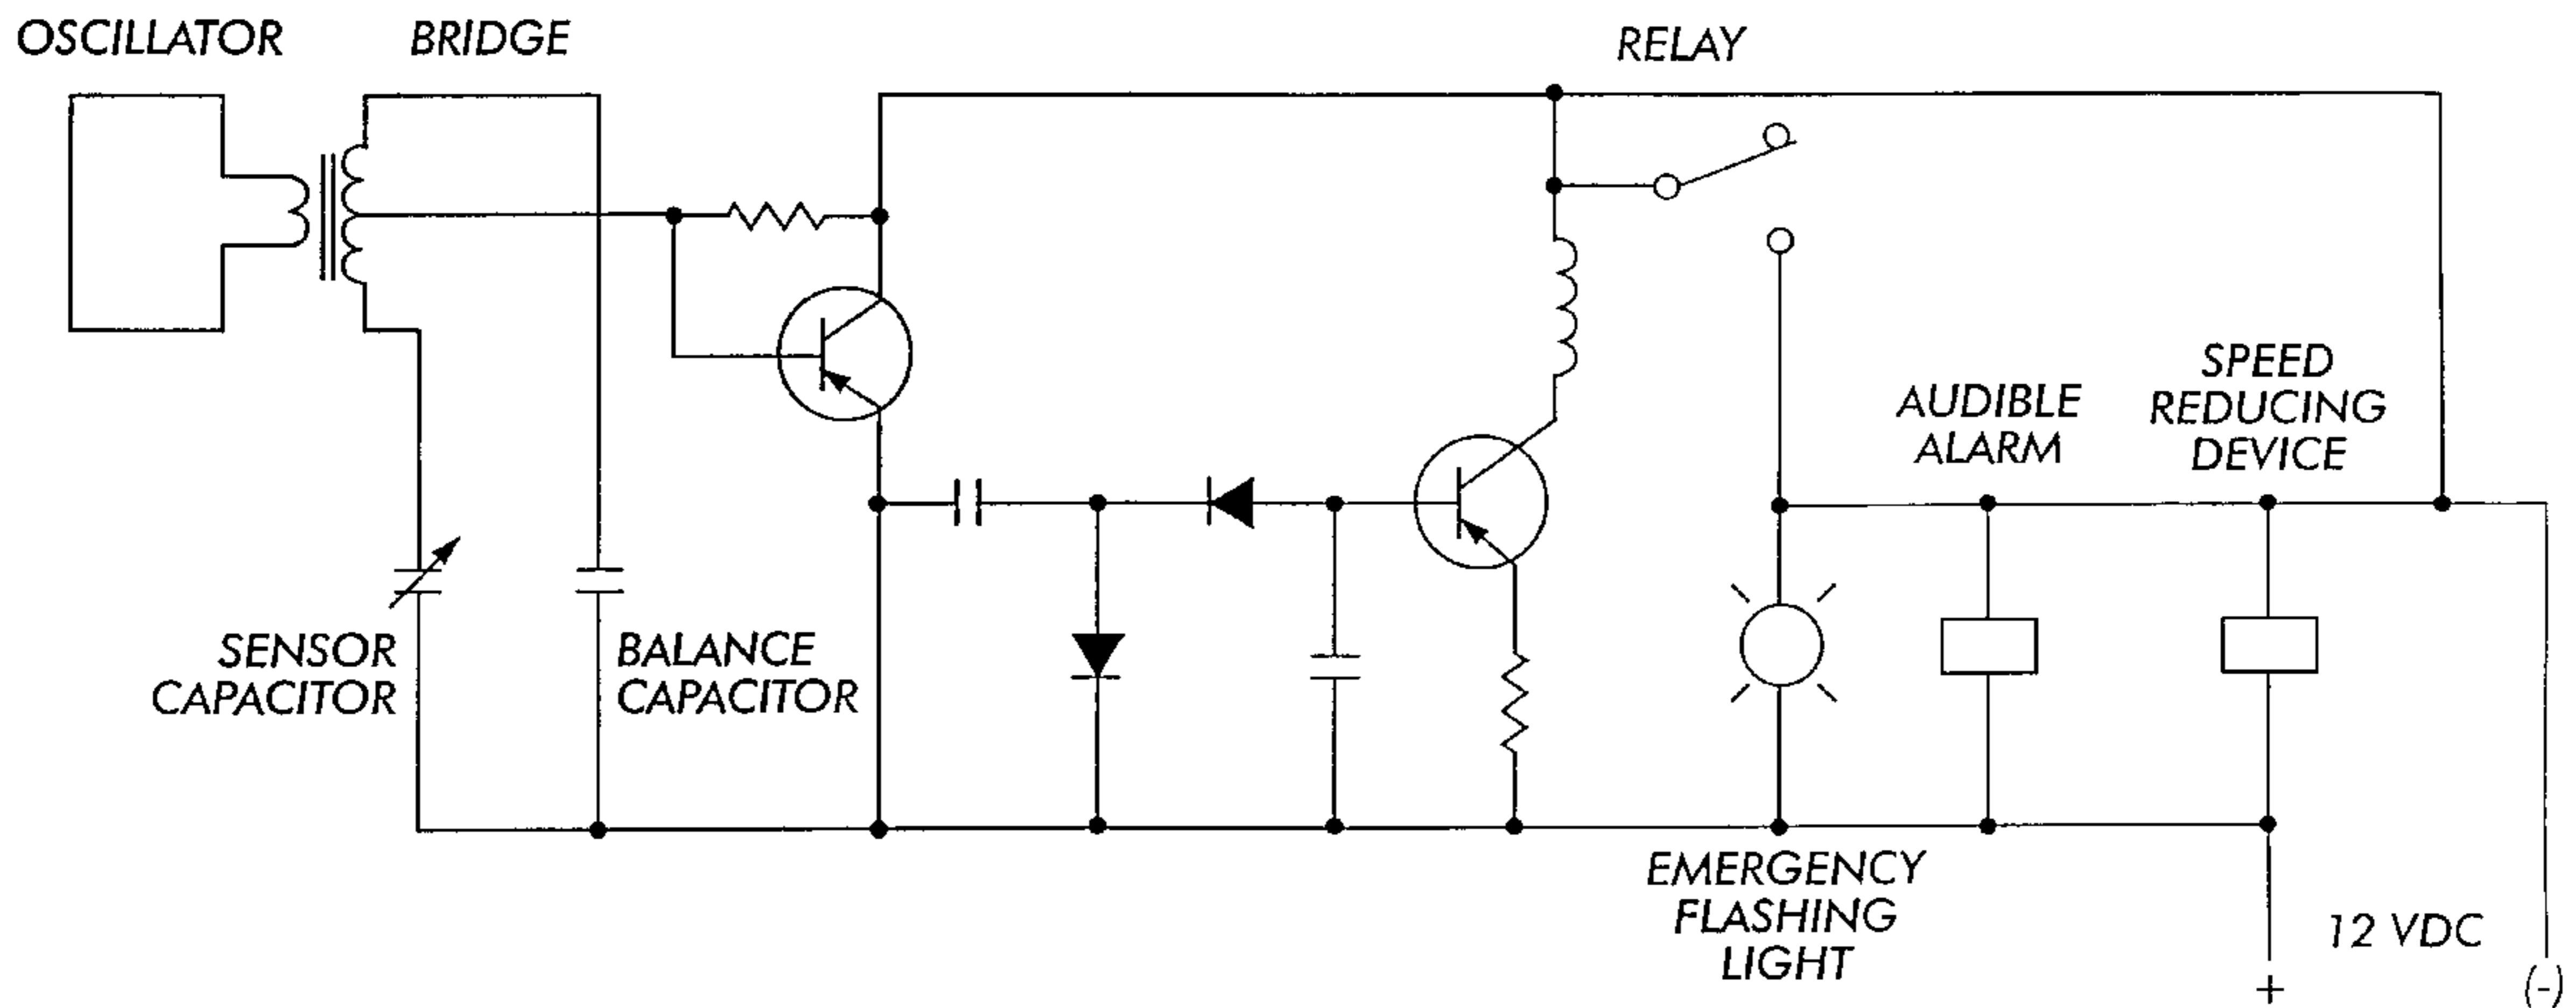 OSCILLATOR
BRIDGE
RELAY
SPEED
REDUCING
DEVICE
AUDIBLE
ALARM
SENSOR
CAPACITOR
BALANCE
CAPACITOR
EMERGENCY
FLASHING
LIGHT
12 VDC
+
(-)